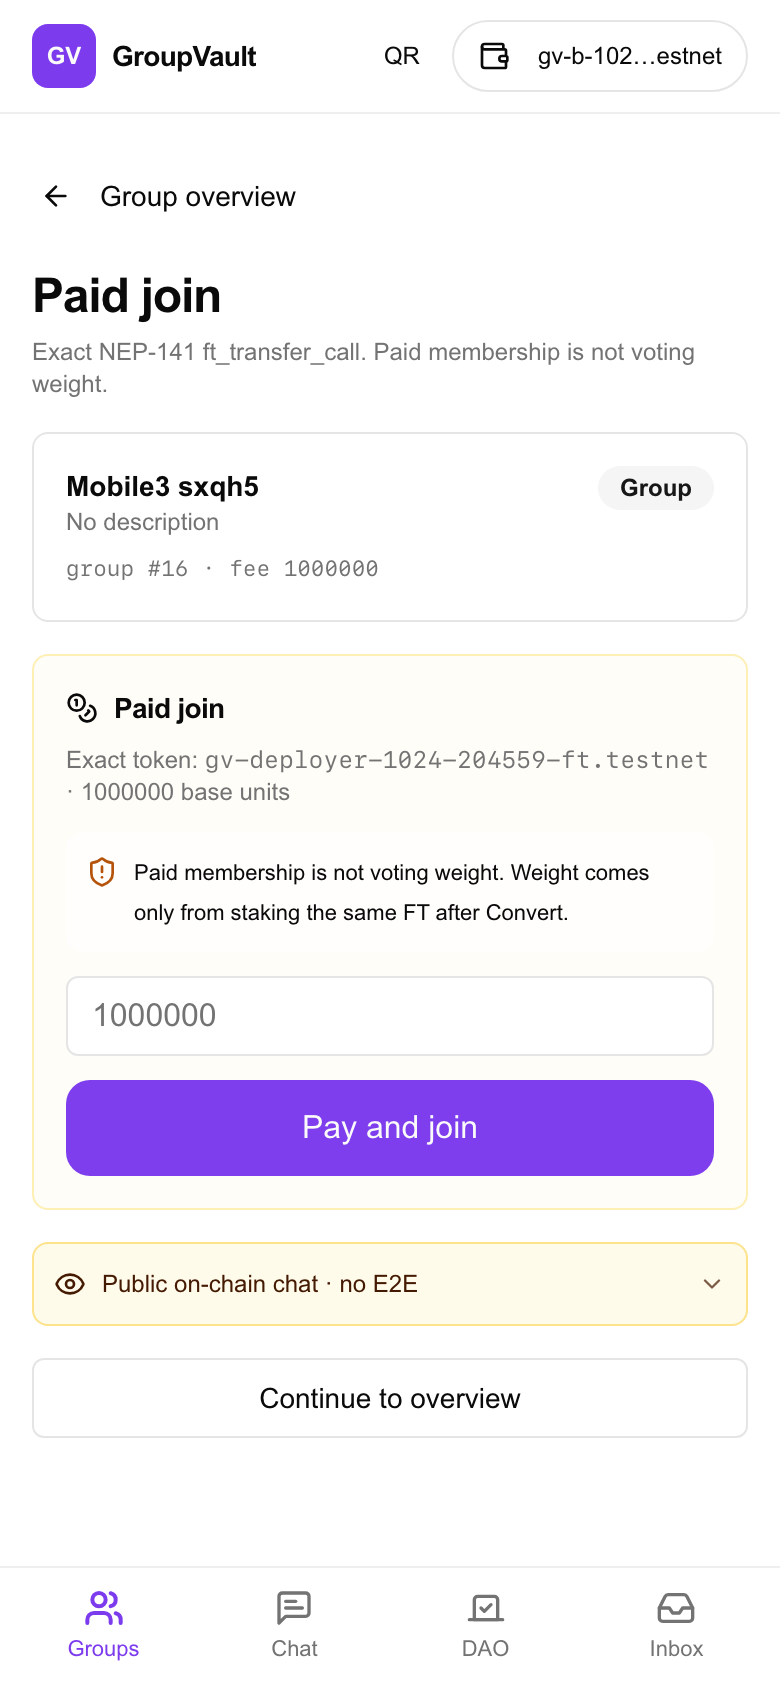 GV
GroupVault
QR
gv-b-102…estnet
Group overview
Paid join
Exact NEP-141 ft_transfer_call. Paid membership is not voting
weight.
Mobile3 sxqh5
Group
No description
group #16 · fee 1000000
Paid join
Exact token: gv-deployer-1024-204559-ft.testnet
· 1000000 base units
Paid membership is not voting weight. Weight comes
only from staking the same FT after Convert.
1000000
Pay and join
Public on-chain chat · no E2E
Continue to overview
Groups
Chat
DAO
Inbox